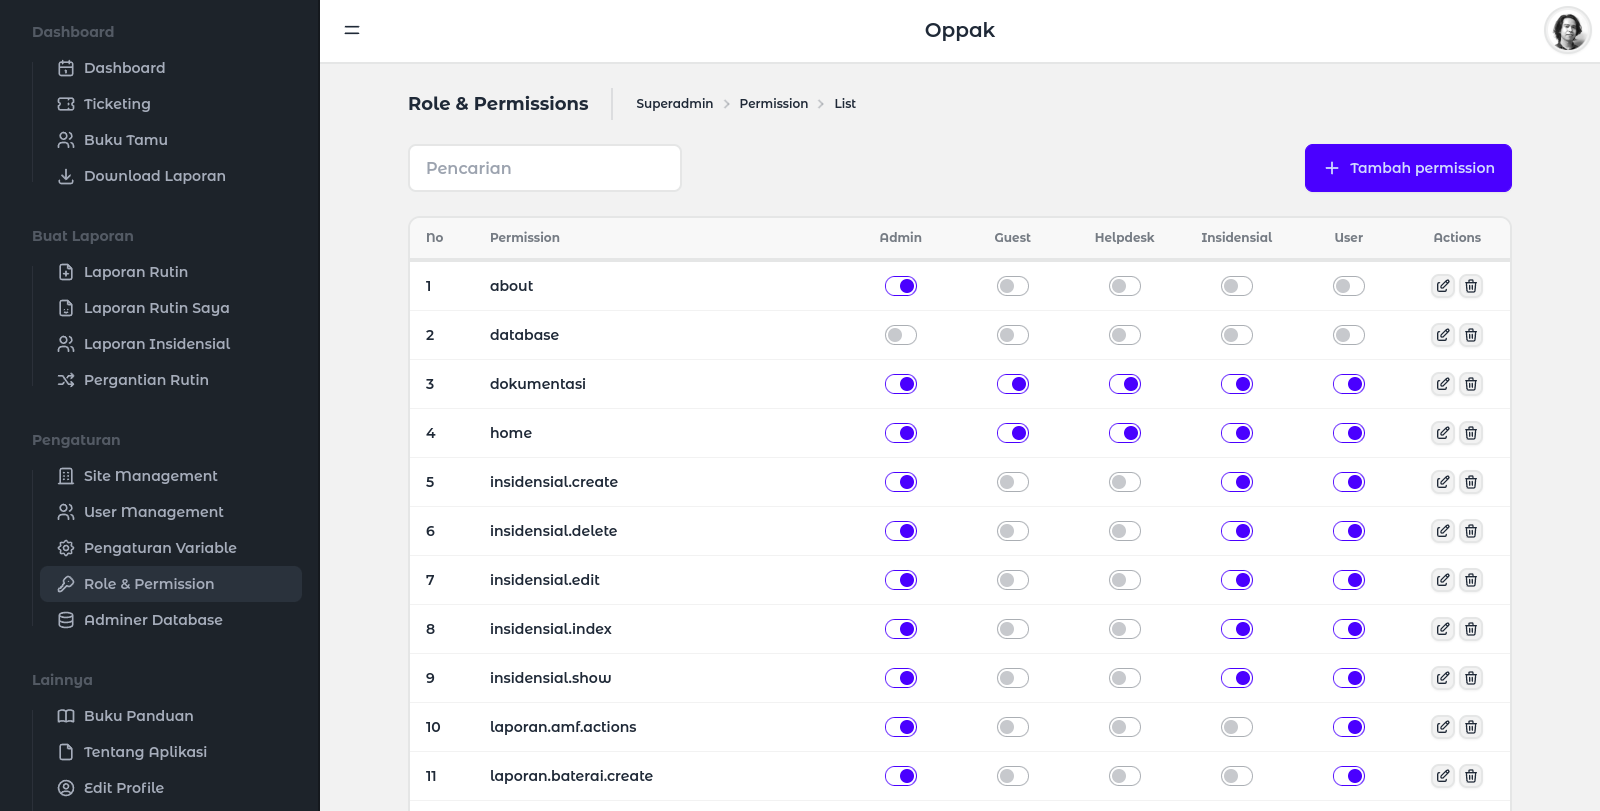 Dashboard
Dashboard
Ticketing
Buku Tamu
Download Laporan
Buat Laporan
Laporan Rutin
Laporan Rutin Saya
Laporan Insidensial
Pergantian Rutin
Pengaturan
Site Management
User Management
Pengaturan Variable
Role & Permission
Adminer Database
Lainnya
Buku Panduan
Tentang Aplikasi
Edit Profile
Oppak
Role & Permissions Superadmin > Permission > List
Pencarian
+ Tambah permission
No Permission Admin Guest Helpdesk Insidensial User Actions
1 about
2 database
3 dokumentasi
4 home
5 insidensial.create
6 insidensial.delete
7 insidensial.edit
8 insidensial.index
9 insidensial.show
10 laporan.amf.actions
11 laporan.baterai.create